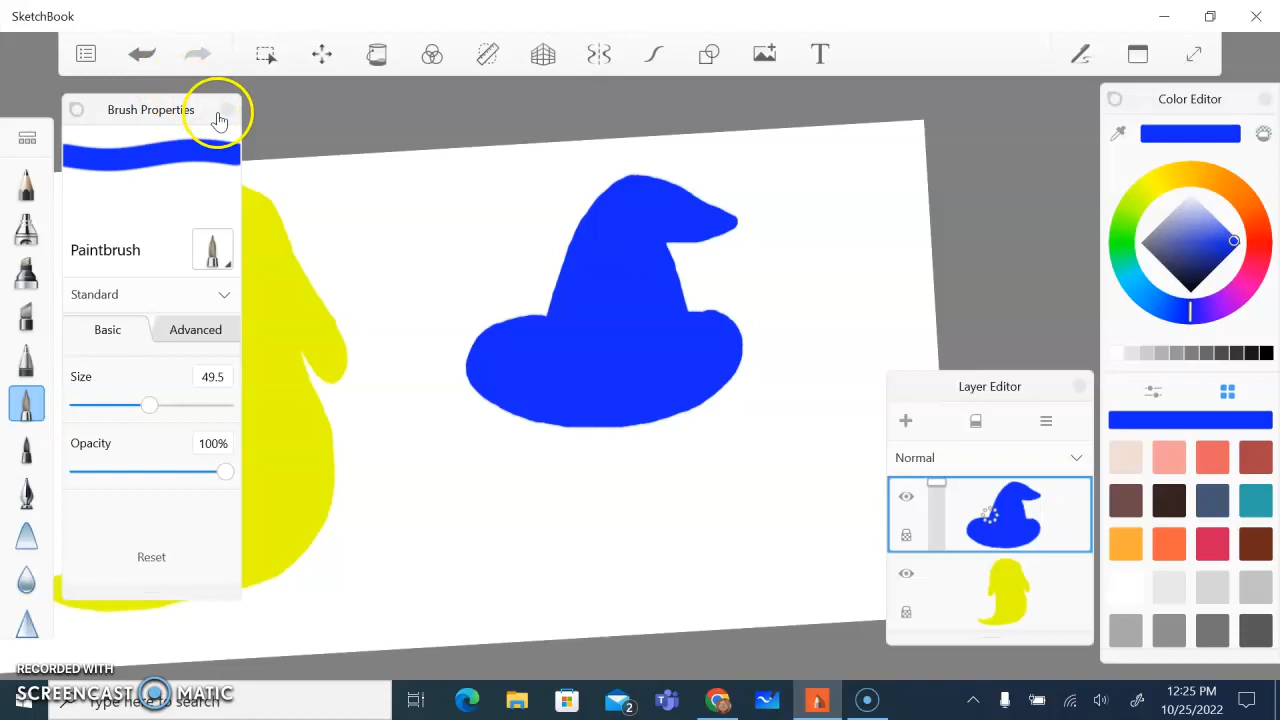 SketchBook
T
Brush Properties
Color Editor
Paintbrush
Standard
Basic
Advanced
Size
49.5
Opacity
100%
Reset
Layer Editor
Normal
RECORDED WITH
SCREENCAST MATIC
Type here to search
2
12:25 PM
10/25/2022